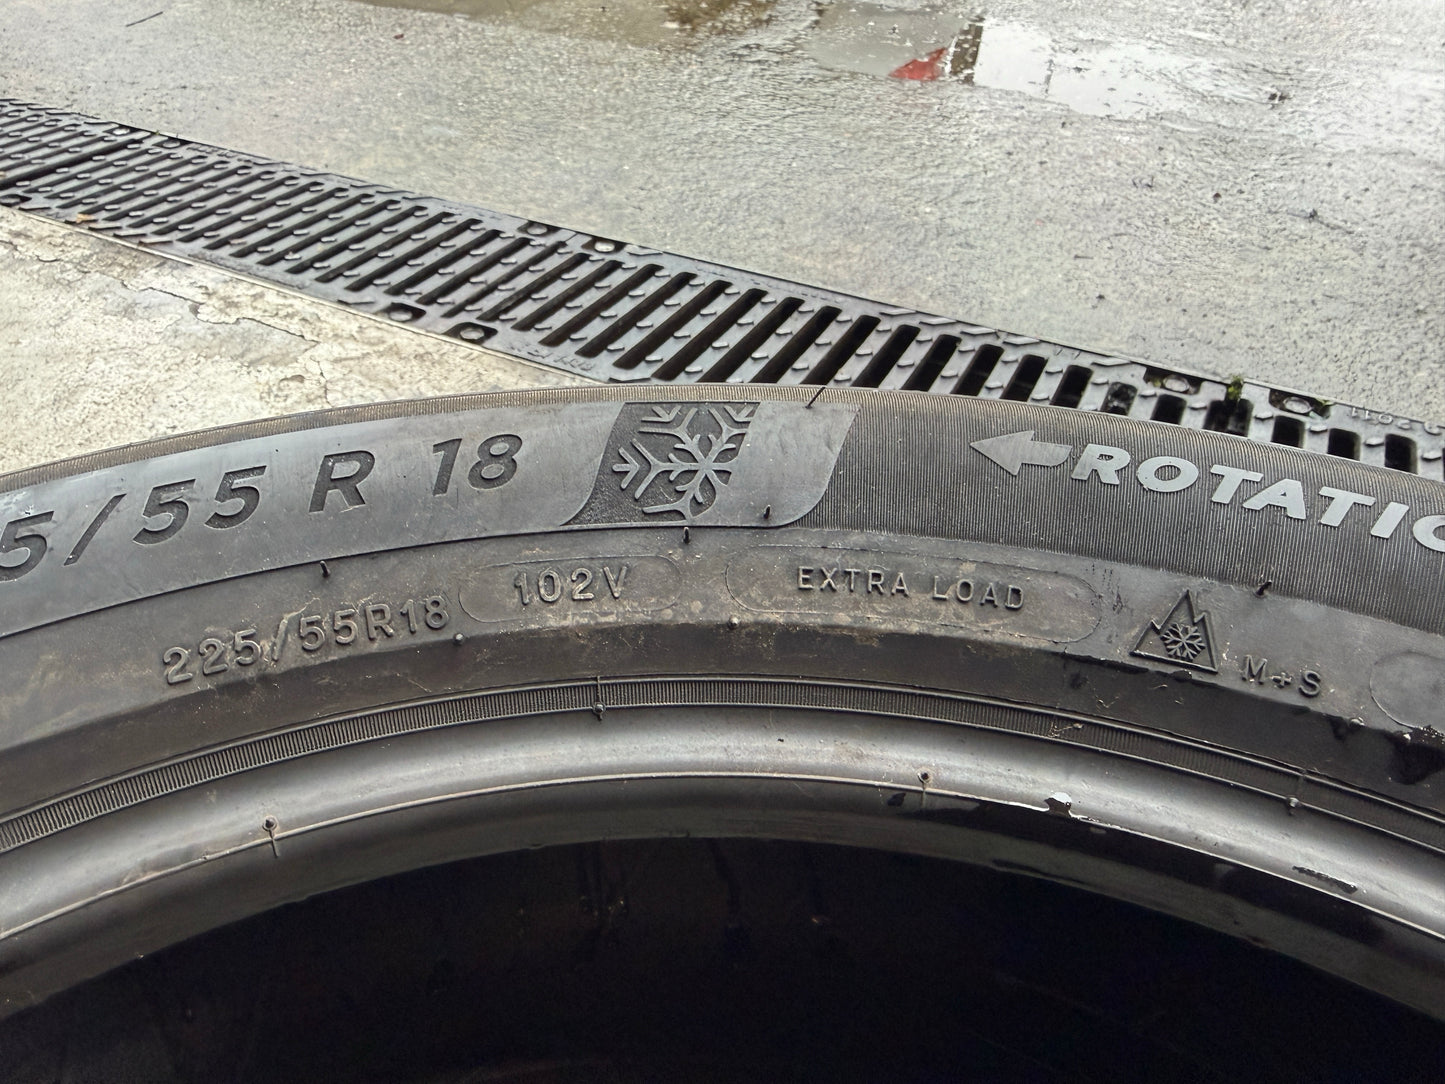 5/55 R 18
ROTATIO
225/55R18 102V EXTRA LOAD M+S